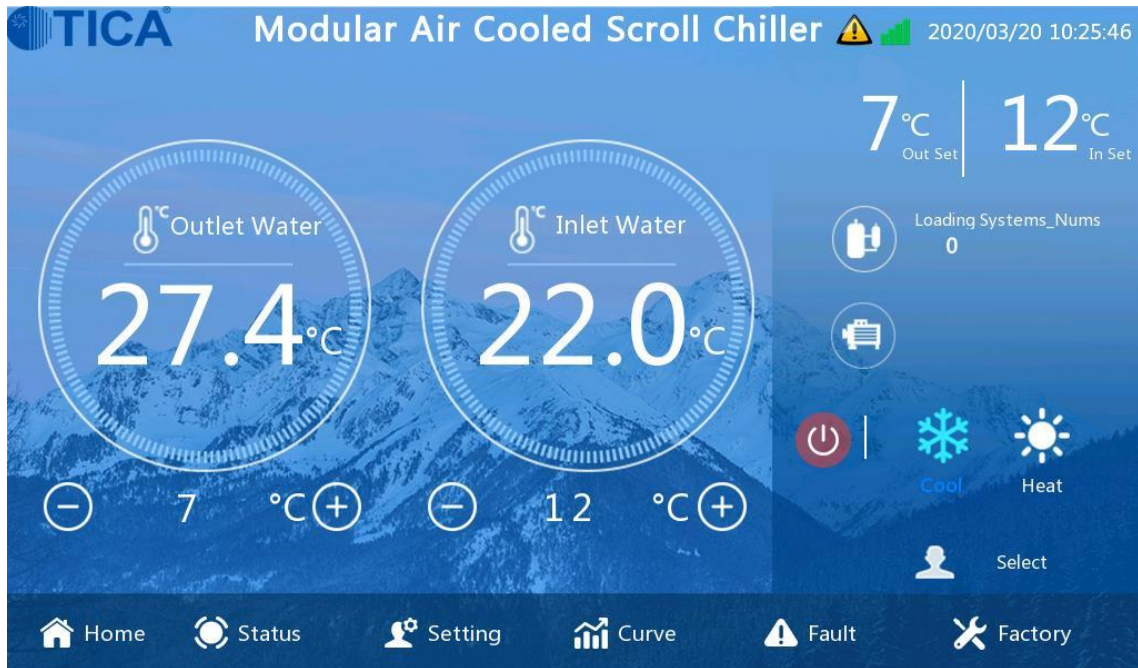 TICA® Modular Air Cooled Scroll Chiller 2020/03/20 10:25:46
7°C Out Set 12°C In Set
°C Outlet Water
27.4°C
°C Inlet Water
22.0°C
Loading Systems_Nums
0
7 °C
12 °C
Cool Heat
Select
Home Status Setting Curve Fault Factory